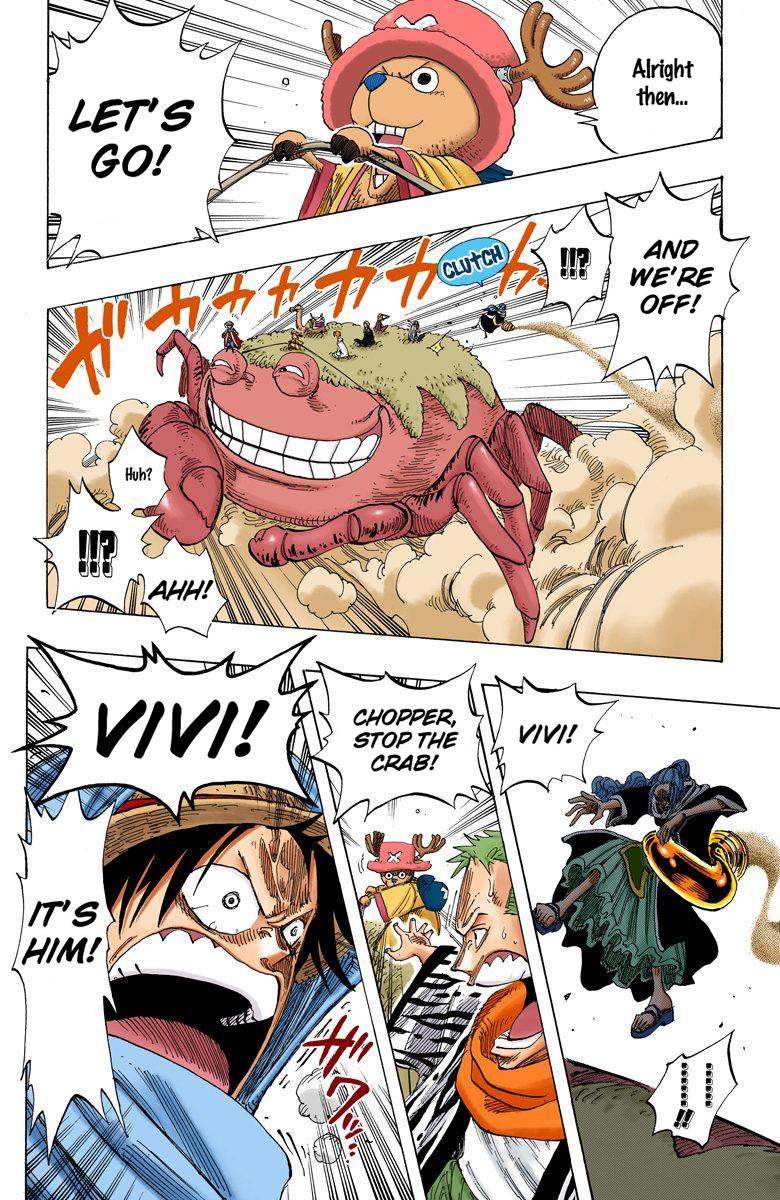 Alright
then...
LET'S
GO!
AND
WE'RE
OFF!
!!?
CLUTCH
ガカカカカカカ.
Huh?
!!?
AHH!
VIVI!
......!!
CHOPPER,
STOP THE
CRAB!
VIVI!
IT'S
HIM!
ザワッ...